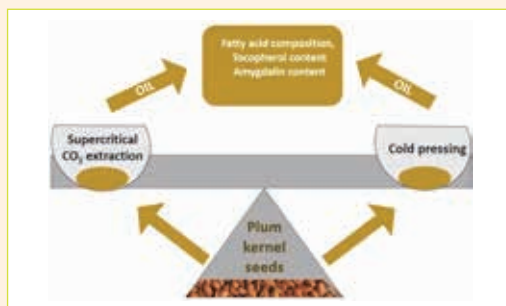 Fatty acid composition,
Tocopherol content
Amygdalin content
OIL
OIL
Supercritical
CO₂ extraction
Cold pressing
Plum
kernel
seeds